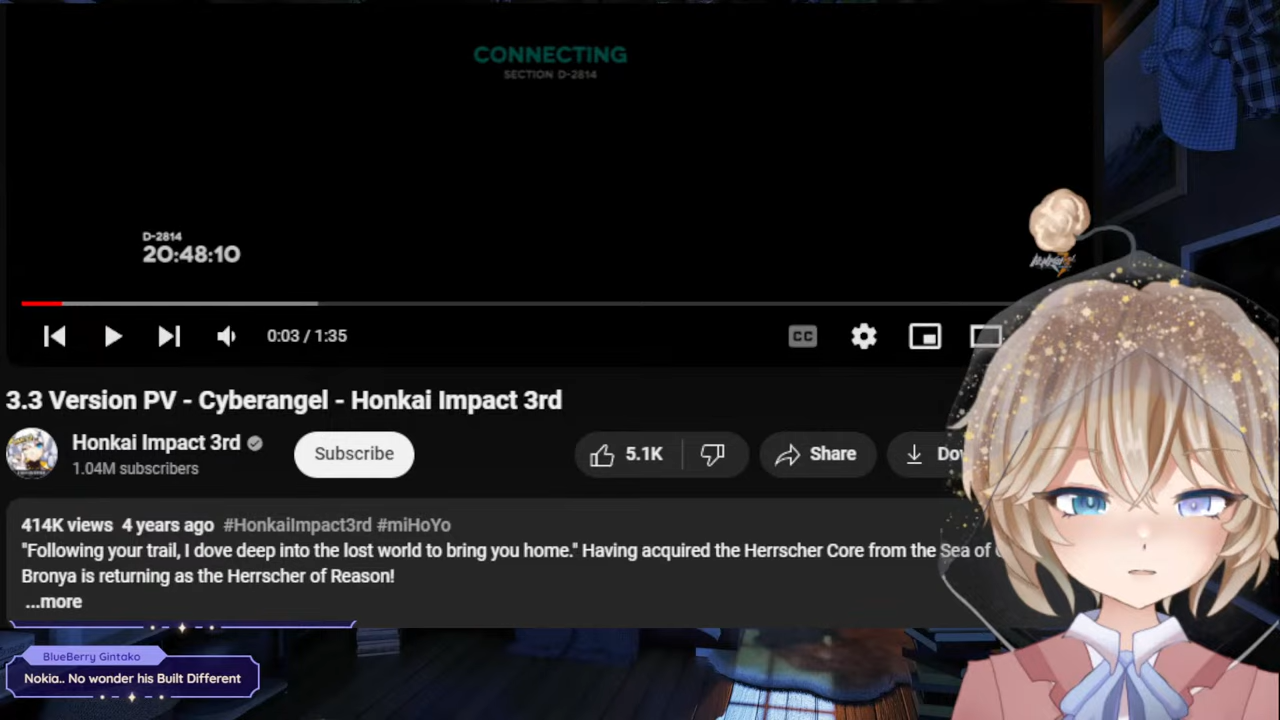 CONNECTING
SECTION D-2814
D-2814
20:48:10
0:03 / 1:35
CC
3.3 Version PV - Cyberangel - Honkai Impact 3rd
Honkai Impact 3rd
1.04M subscribers
Subscribe
5.1K
Share
Do
414K views 4 years ago #HonkaiImpact3rd #miHoYo
"Following your trail, I dove deep into the lost world to bring you home." Having acquired the Herrscher Core from the Sea of
Bronya is returning as the Herrscher of Reason!
...more
BlueBerry Gintako
Nokia.. No wonder his Built Different